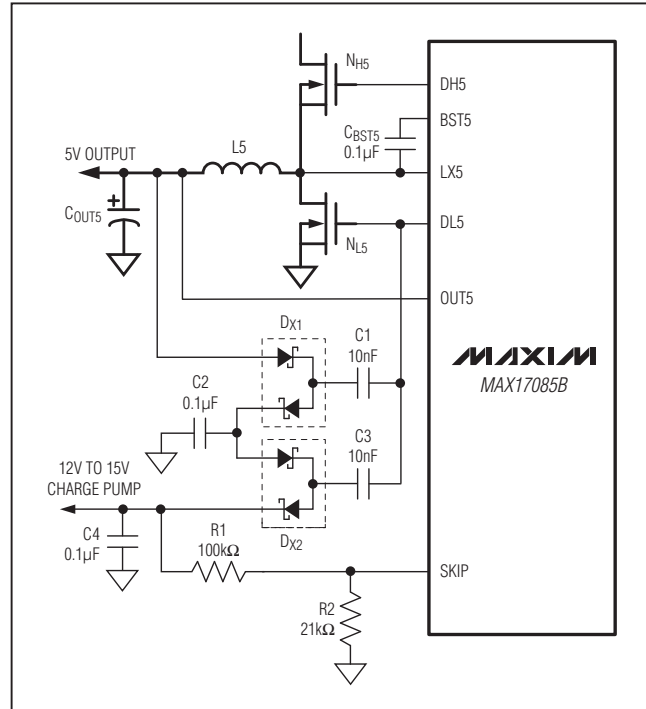 NH5
DH5
BST5
CBST5
0.1µF
5V OUTPUT
L5
LX5
+
COUT5
DL5
NL5
OUT5
DX1
C1
10nF
MAXIM
MAX17085B
C2
0.1µF
C3
10nF
12V TO 15V
CHARGE PUMP
DX2
C4
0.1µF
R1
100kΩ
SKIP
R2
21kΩ